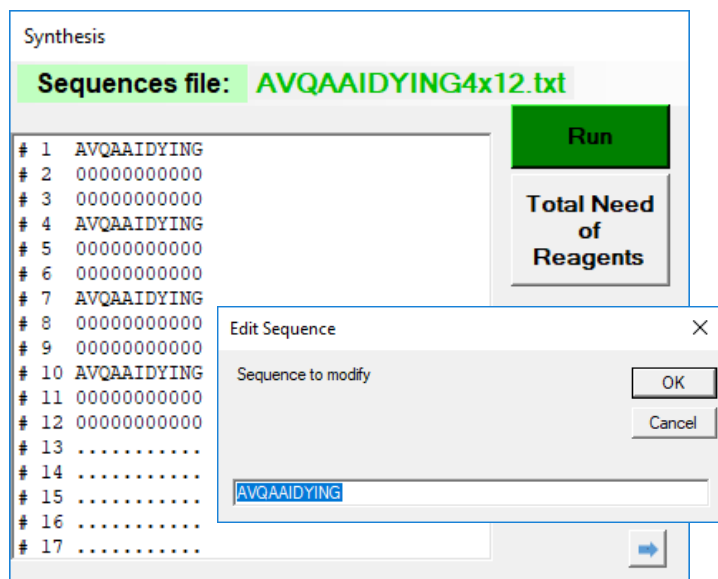 Synthesis
Sequences file: AVQAAIDYING4x12.txt
# 1 AVQAAIDYING
# 2 00000000000
# 3 00000000000
# 4 AVQAAIDYING
# 5 00000000000
# 6 00000000000
# 7 AVQAAIDYING
# 8 00000000000
# 9 00000000000
# 10 AVQAAIDYING
# 11 00000000000
# 12 00000000000
# 13 ...........
# 14 ...........
# 15 ...........
# 16 ...........
# 17 ...........
Run
Total Need
of
Reagents
Edit Sequence
Sequence to modify
OK
Cancel
AVQAAIDYING